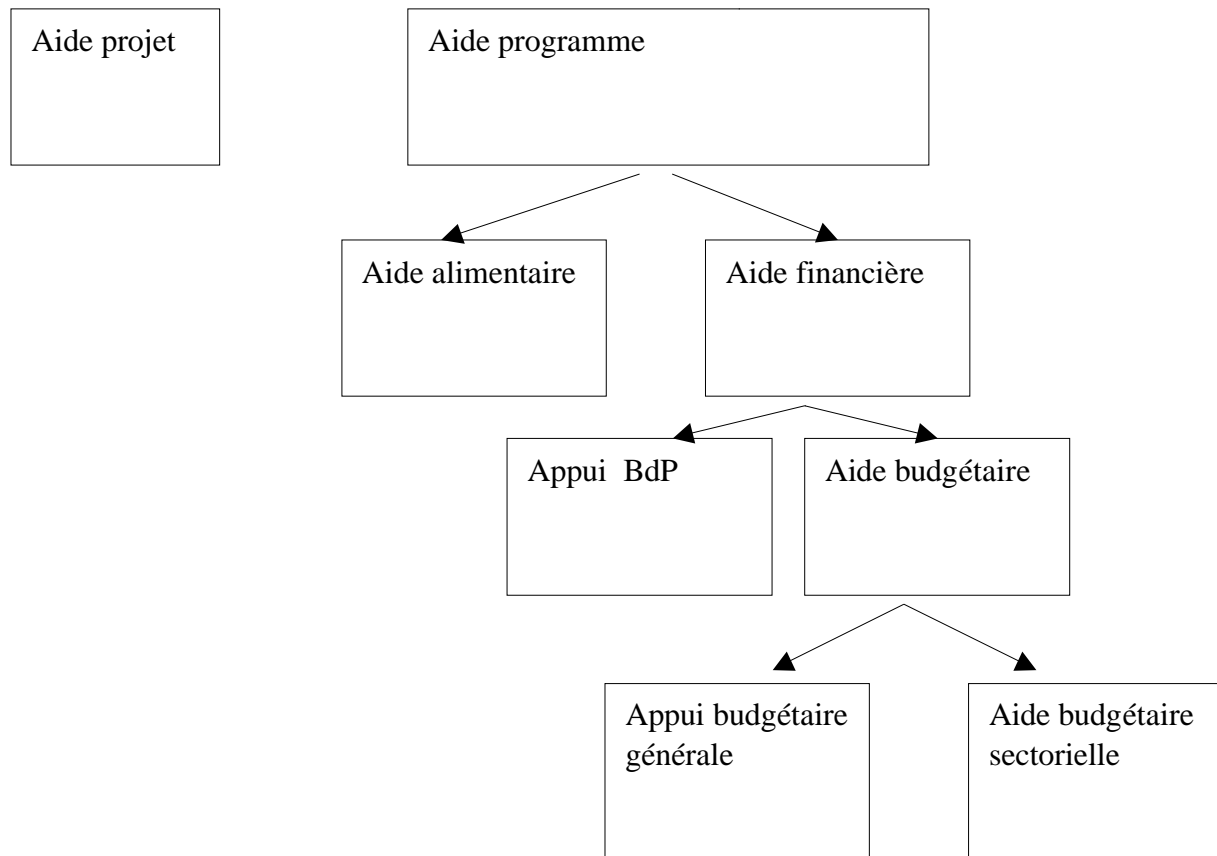 Aide projet
Aide programme
Aide alimentaire
Aide financière
Appui BdP
Aide budgétaire
Appui budgétaire
générale
Aide budgétaire
sectorielle